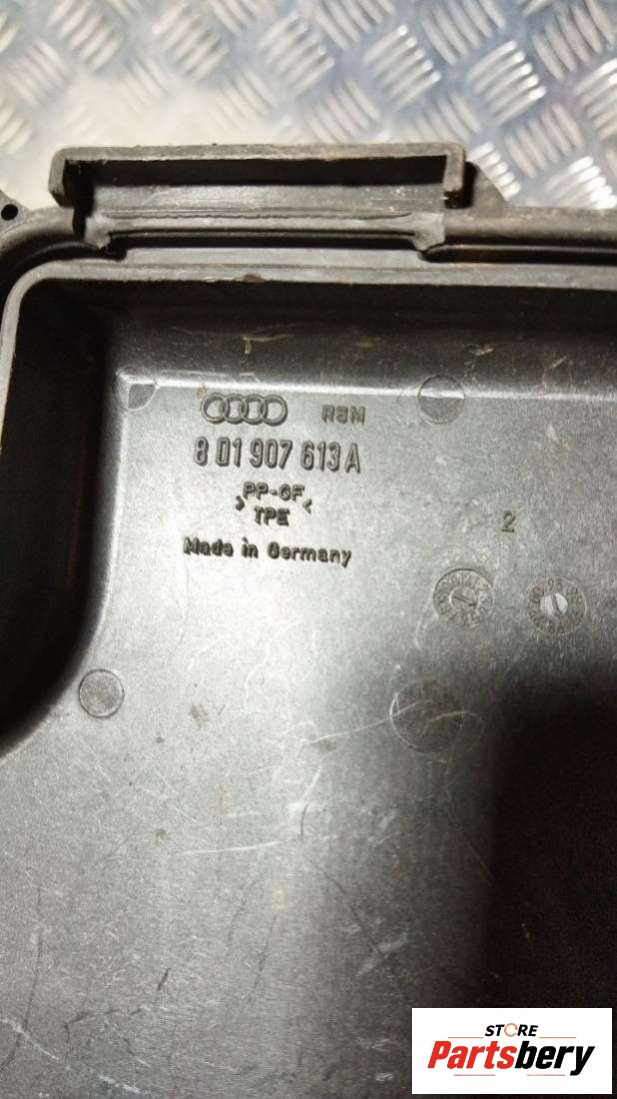 RBM
8 D1 907 613 A
PP-GF
> <
TPE
Made in Germany
2
STORE
Partsbery